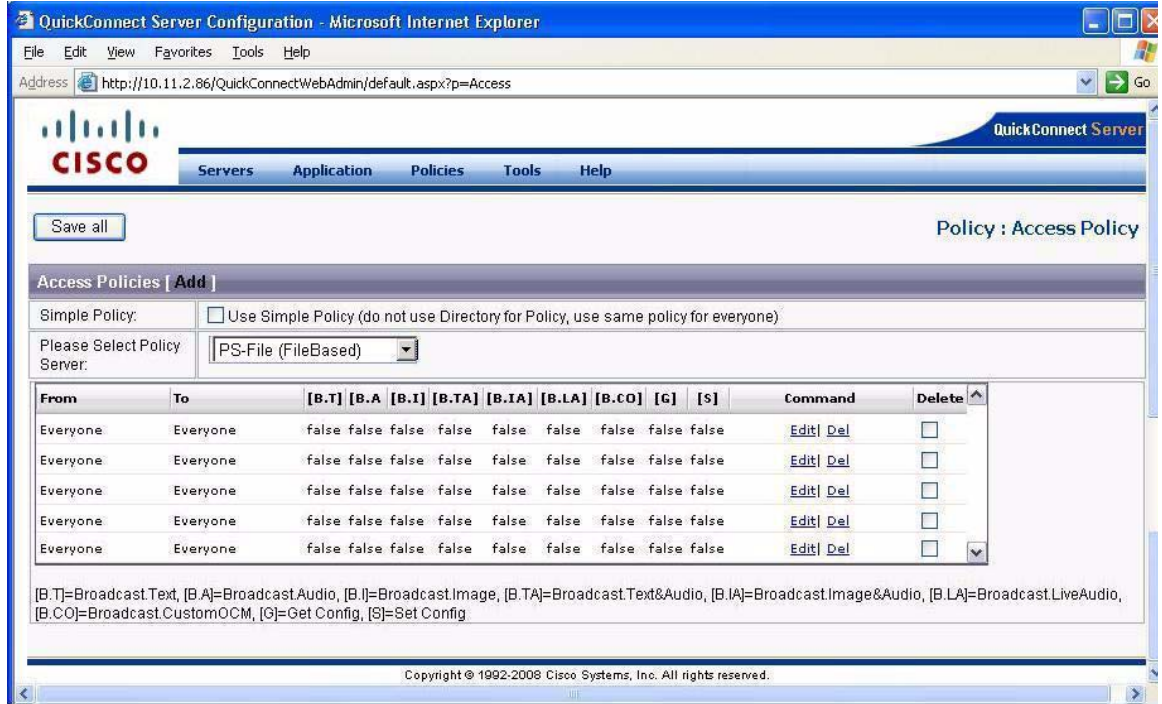 QuickConnect Server Configuration - Microsoft Internet Explorer
File Edit View Favorites Tools Help
Address http://10.11.2.86/QuickConnectWebAdmin/default.aspx?p=Access Go
CISCO
QuickConnect Server
Servers Application Policies Tools Help
Save all
Policy : Access Policy
Access Policies [ Add ]
Simple Policy: Use Simple Policy (do not use Directory for Policy, use same policy for everyone)
Please Select Policy
Server:
PS-File (FileBased)
From To [B.T] [B.A [B.I] [B.TA] [B.IA] [B.LA] [B.CO] [G] [S] Command Delete
Everyone Everyone false false false false false false false false false Edit| Del
Everyone Everyone false false false false false false false false false Edit| Del
Everyone Everyone false false false false false false false false false Edit| Del
Everyone Everyone false false false false false false false false false Edit| Del
Everyone Everyone false false false false false false false false false Edit| Del
[B.T]=Broadcast.Text, [B.A]=Broadcast.Audio, [B.I]=Broadcast.Image, [B.TA]=Broadcast.Text&Audio, [B.IA]=Broadcast.Image&Audio, [B.LA]=Broadcast.LiveAudio,
[B.CO]=Broadcast.CustomOCM, [G]=Get Config, [S]=Set Config
Copyright © 1992-2008 Cisco Systems, Inc. All rights reserved.